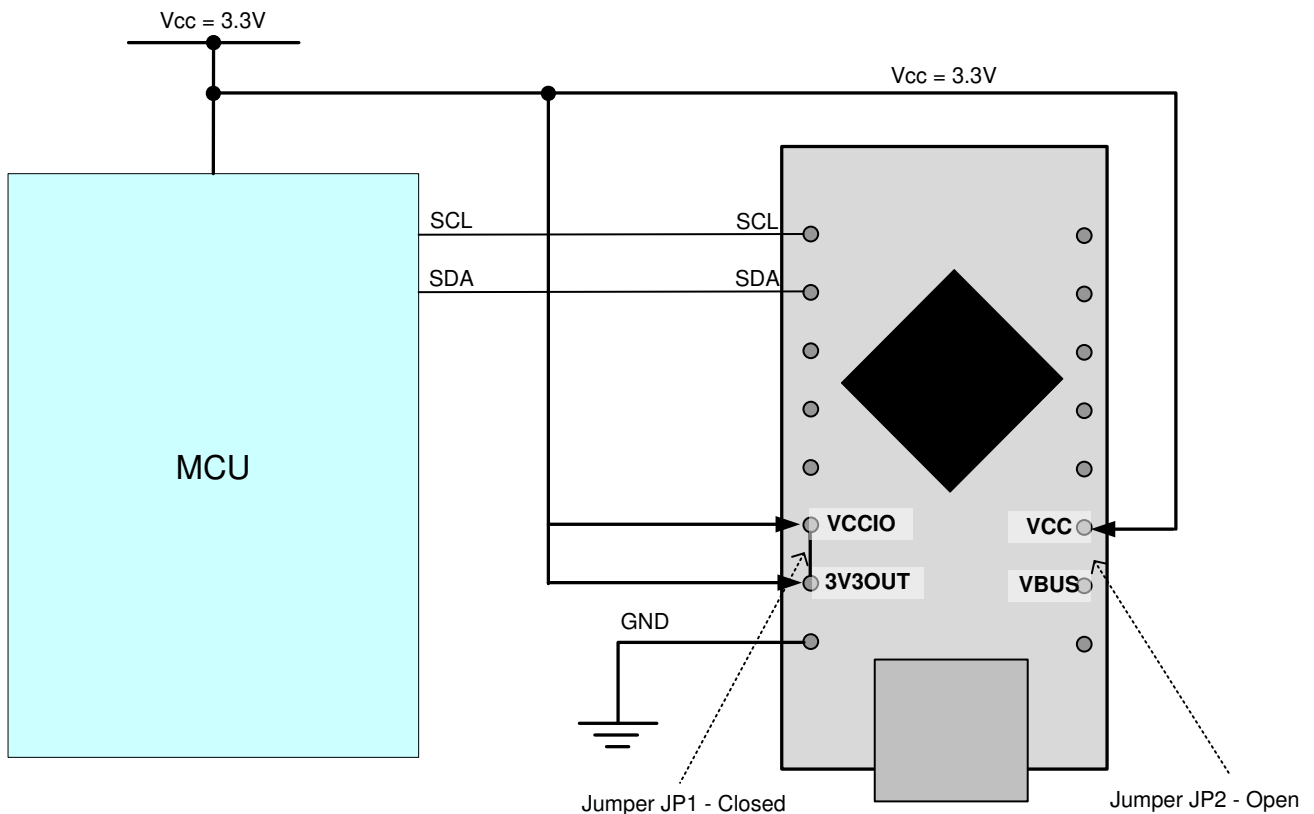 Vcc = 3.3V
Vcc = 3.3V
SCL
SCL
SDA
SDA
MCU
VCCIO
VCC
3V3OUT
VBUS
GND
Jumper JP1 - Closed
Jumper JP2 - Open